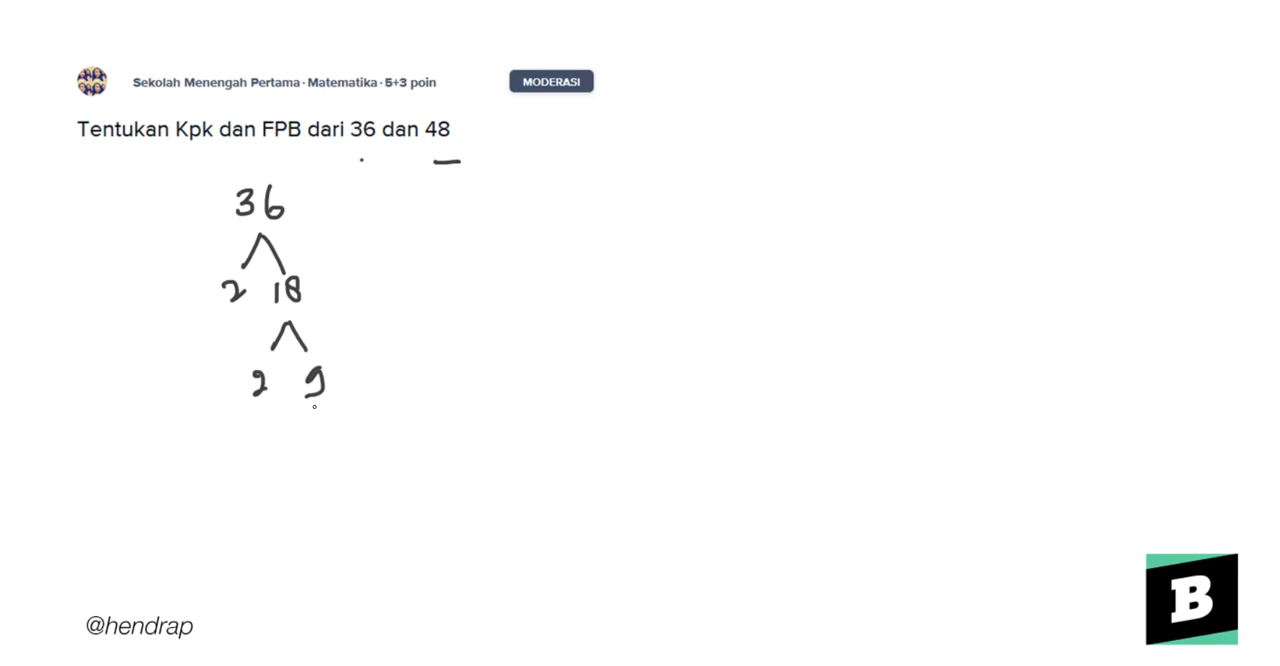 Sekolah Menengah Pertama · Matematika · 5+3 poin
MODERASI
Tentukan Kpk dan FPB dari 36 dan 48
36
2 18
2 9
@hendrap
B